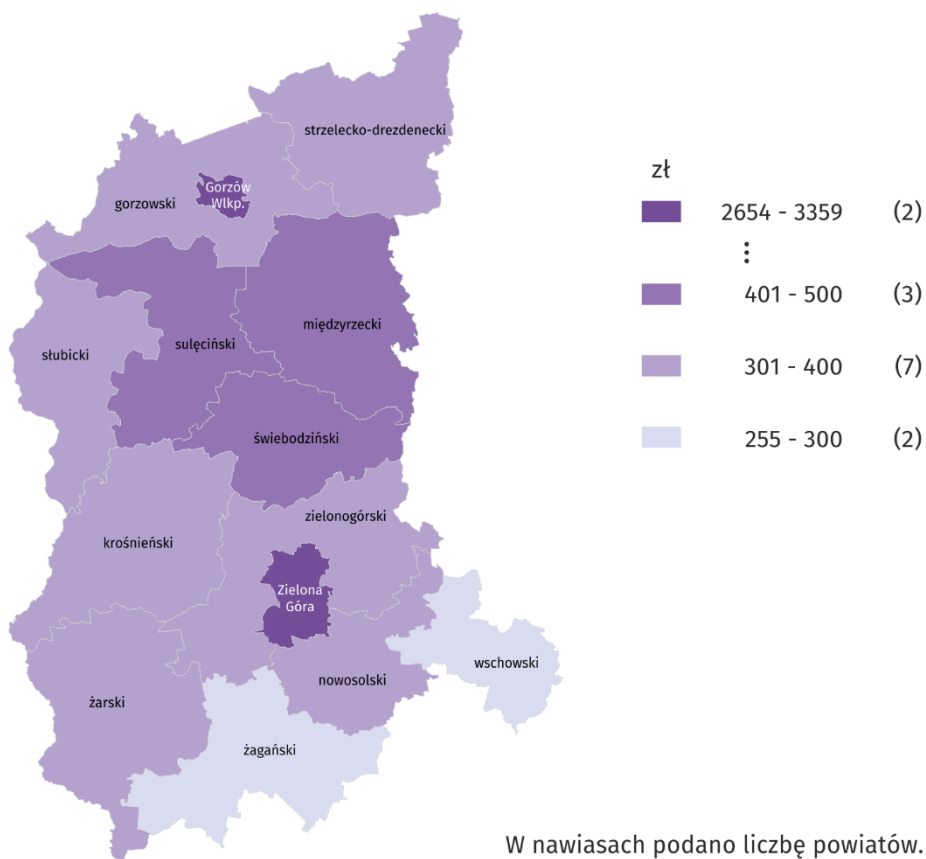 strzelecko-drezdenecki
Gorzów
Wlkp.
gorzowski
międzyrzecki
sulęciński
słubicki
świebodziński
zielonogórski
krośnieński
Zielona
Góra
wschowski
nowosolski
żarski
żagański
zł
2654 - 3359 (2)
⋮
401 - 500 (3)
301 - 400 (7)
255 - 300 (2)
W nawiasach podano liczbę powiatów.